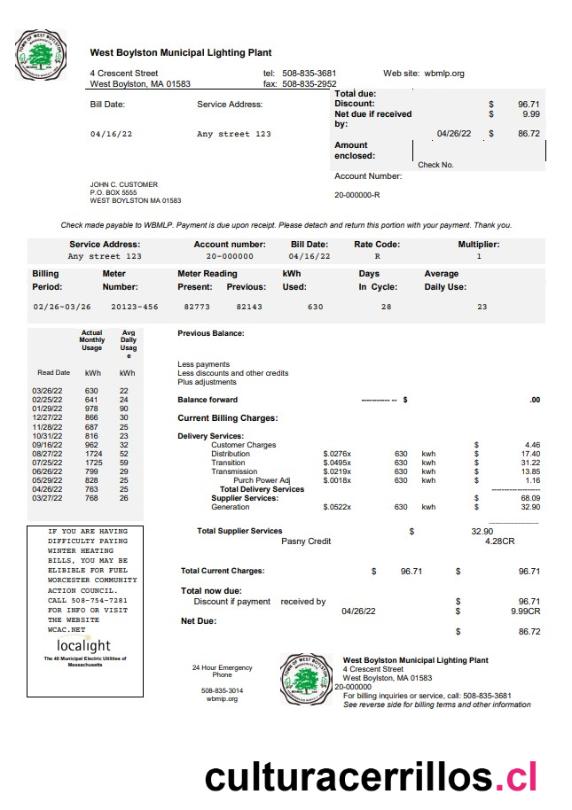 TOWN OF WEST BOYLSTON
West Boylston Municipal Lighting Plant
4 Crescent Street tel: 508-835-3681 Web site: wbmlp.org
West Boylston, MA 01583 fax: 508-835-2952
Total due:
Bill Date: Service Address: Discount: $ 96.71
Net due if received $ 9.99
by:
04/16/22 Any street 123 04/26/22 $ 86.72
Amount
enclosed:
Check No.
Account Number:
JOHN C. CUSTOMER
P.O. BOX 5555 20-000000-R
WEST BOYLSTON MA 01583
Check made payable to WBMLP. Payment is due upon receipt. Please detach and return this portion with your payment. Thank you.
Service Address: Account number: Bill Date: Rate Code: Multiplier:
Any street 123 20-000000 04/16/22 R 1
Billing Meter Meter Reading kWh Days Average
Period: Number: Present: Previous: Used: In Cycle: Daily Use:
02/26-03/26 20123-456 82773 82143 630 28 23
Actual Avg
Monthly Daily
Usage Usag
e
Read Date kWh kWh
03/26/22 630 22
02/25/22 641 24
01/29/22 978 90
12/27/22 866 30
11/28/22 687 25
10/31/22 816 23
09/16/22 962 32
08/27/22 1724 52
07/25/22 1725 59
06/26/22 799 29
05/29/22 828 25
04/26/22 763 25
03/27/22 768 26
Previous Balance:
Less payments
Less discounts and other credits
Plus adjustments
Balance forward ---------- -- $ .00
Current Billing Charges:
Delivery Services:
Customer Charges $ 4.46
Distribution $.0276x 630 kwh $ 17.40
Transition $.0495x 630 kwh $ 31.22
Transmission $.0219x 630 kwh $ 13.85
Purch Power Adj $.0018x 630 kwh $ 1.16
Total Delivery Services --------------------
Supplier Services: $ 68.09
Generation $.0522x 630 kwh $ 32.90
Total Supplier Services $ 32.90
Pasny Credit 4.28CR
Total Current Charges: $ 96.71 $ 96.71
Total now due:
Discount if payment received by $ 96.71
04/26/22 $ 9.99CR
Net Due:
$ 86.72
IF YOU ARE HAVING
DIFFICULTY PAYING
WINTER HEATING
BILLS, YOU MAY BE
ELIBIBLE FOR FUEL
WORCESTER COMMUNITY
ACTION COUNCIL.
CALL 508-754-7281
FOR INFO OR VISIT
THE WEBSITE
WCAC.NET
localight
The 40 Municipal Electric Utilities of
Massachusetts
24 Hour Emergency
Phone
508-835-3014
wbmlp.org
TOWN OF WEST BOYLSTON
West Boylston Municipal Lighting Plant
4 Crescent Street
West Boylston, MA 01583
20-000000
For billing inquiries or service, call: 508-835-3681
See reverse side for billing terms and other information
culturacerrillos.cl